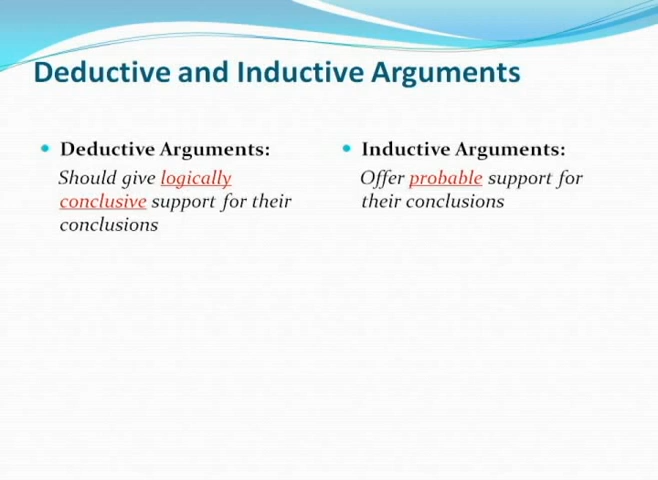 Deductive and Inductive Arguments
• Deductive Arguments:
Should give logically
conclusive support for their
conclusions
• Inductive Arguments:
Offer probable support for
their conclusions